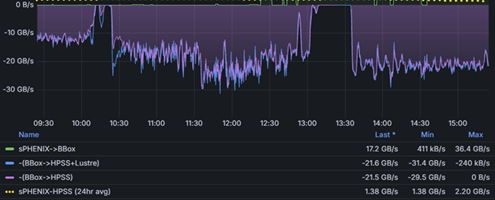 0 B/s
-10 GB/s
-20 GB/s
-30 GB/s
09:30 10:00 10:30 11:00 11:30 12:00 12:30 13:00 13:30 14:00 14:30 15:00
Name Last * Min Max
sPHENIX->BBox 17.2 GB/s 411 kB/s 36.4 GB/s
-(BBox->HPSS+Lustre) -21.6 GB/s -31.4 GB/s -240 kB/s
-(BBox->HPSS) -21.5 GB/s -29.5 GB/s 0 B/s
sPHENIX-HPSS (24hr avg) 1.38 GB/s 1.38 GB/s 2.20 GB/s